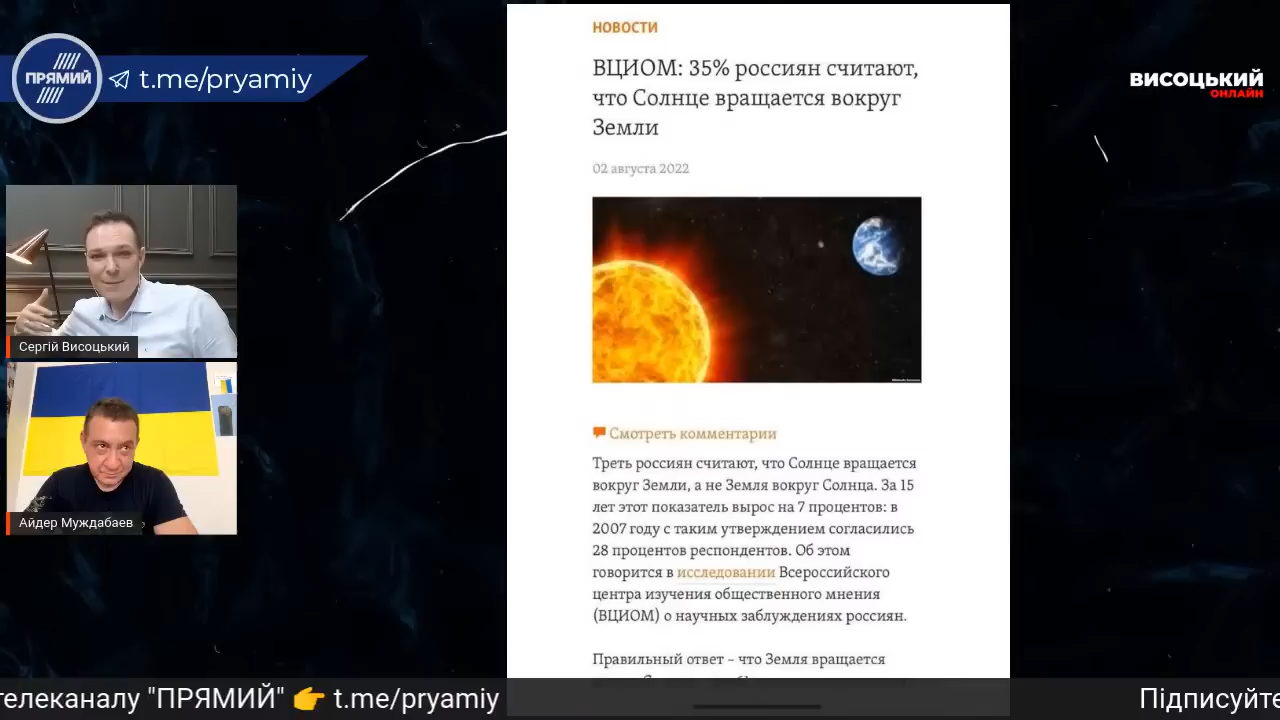 НОВОСТИ
ВЦИОМ: 35% россиян считают,
что Солнце вращается вокруг
Земли
02 августа 2022
ПРЯМИЙ
t.me/pryamiy
ВИСОЦЬКИЙ
ОНЛАЙН
Сергій Висоцький
Айдер Муждабаєв
Смотреть комментарии
Треть россиян считают, что Солнце вращается
вокруг Земли, а не Земля вокруг Солнца. За 15
лет этот показатель вырос на 7 процентов: в
2007 году с таким утверждением согласились
28 процентов респондентов. Об этом
говорится в исследовании Всероссийского
центра изучения общественного мнения
(ВЦИОМ) о научных заблуждениях россиян.
Правильный ответ – что Земля вращается
телеканалу "ПРЯМИЙ" 👉 t.me/pryamiy
Підписуйте